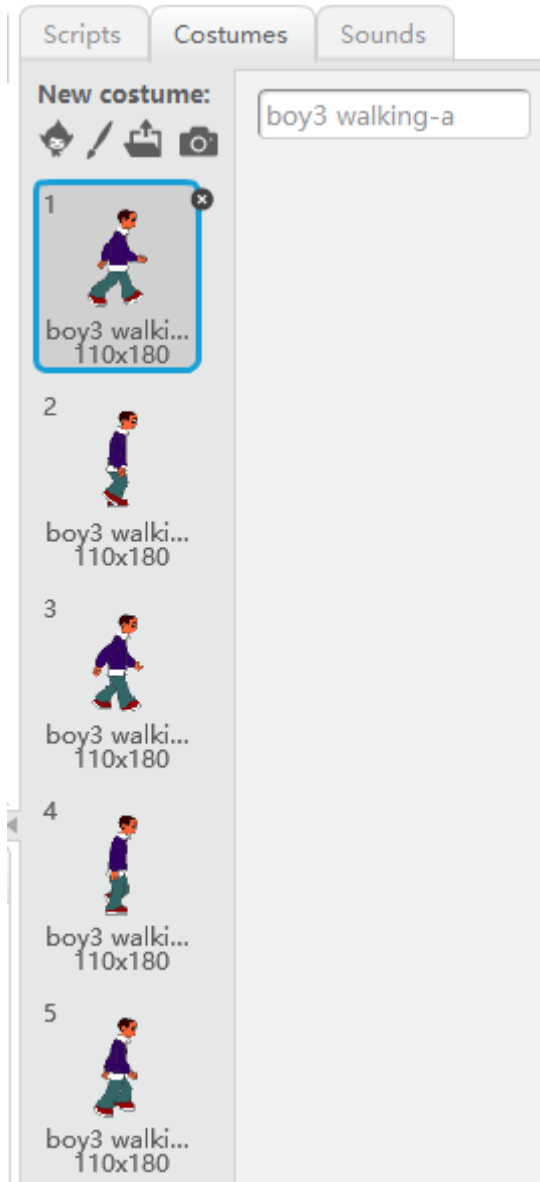 Scripts Costumes Sounds
New costume:
boy3 walking-a
1
boy3 walki...
110x180
2
boy3 walki...
110x180
3
boy3 walki...
110x180
4
boy3 walki...
110x180
5
boy3 walki...
110x180